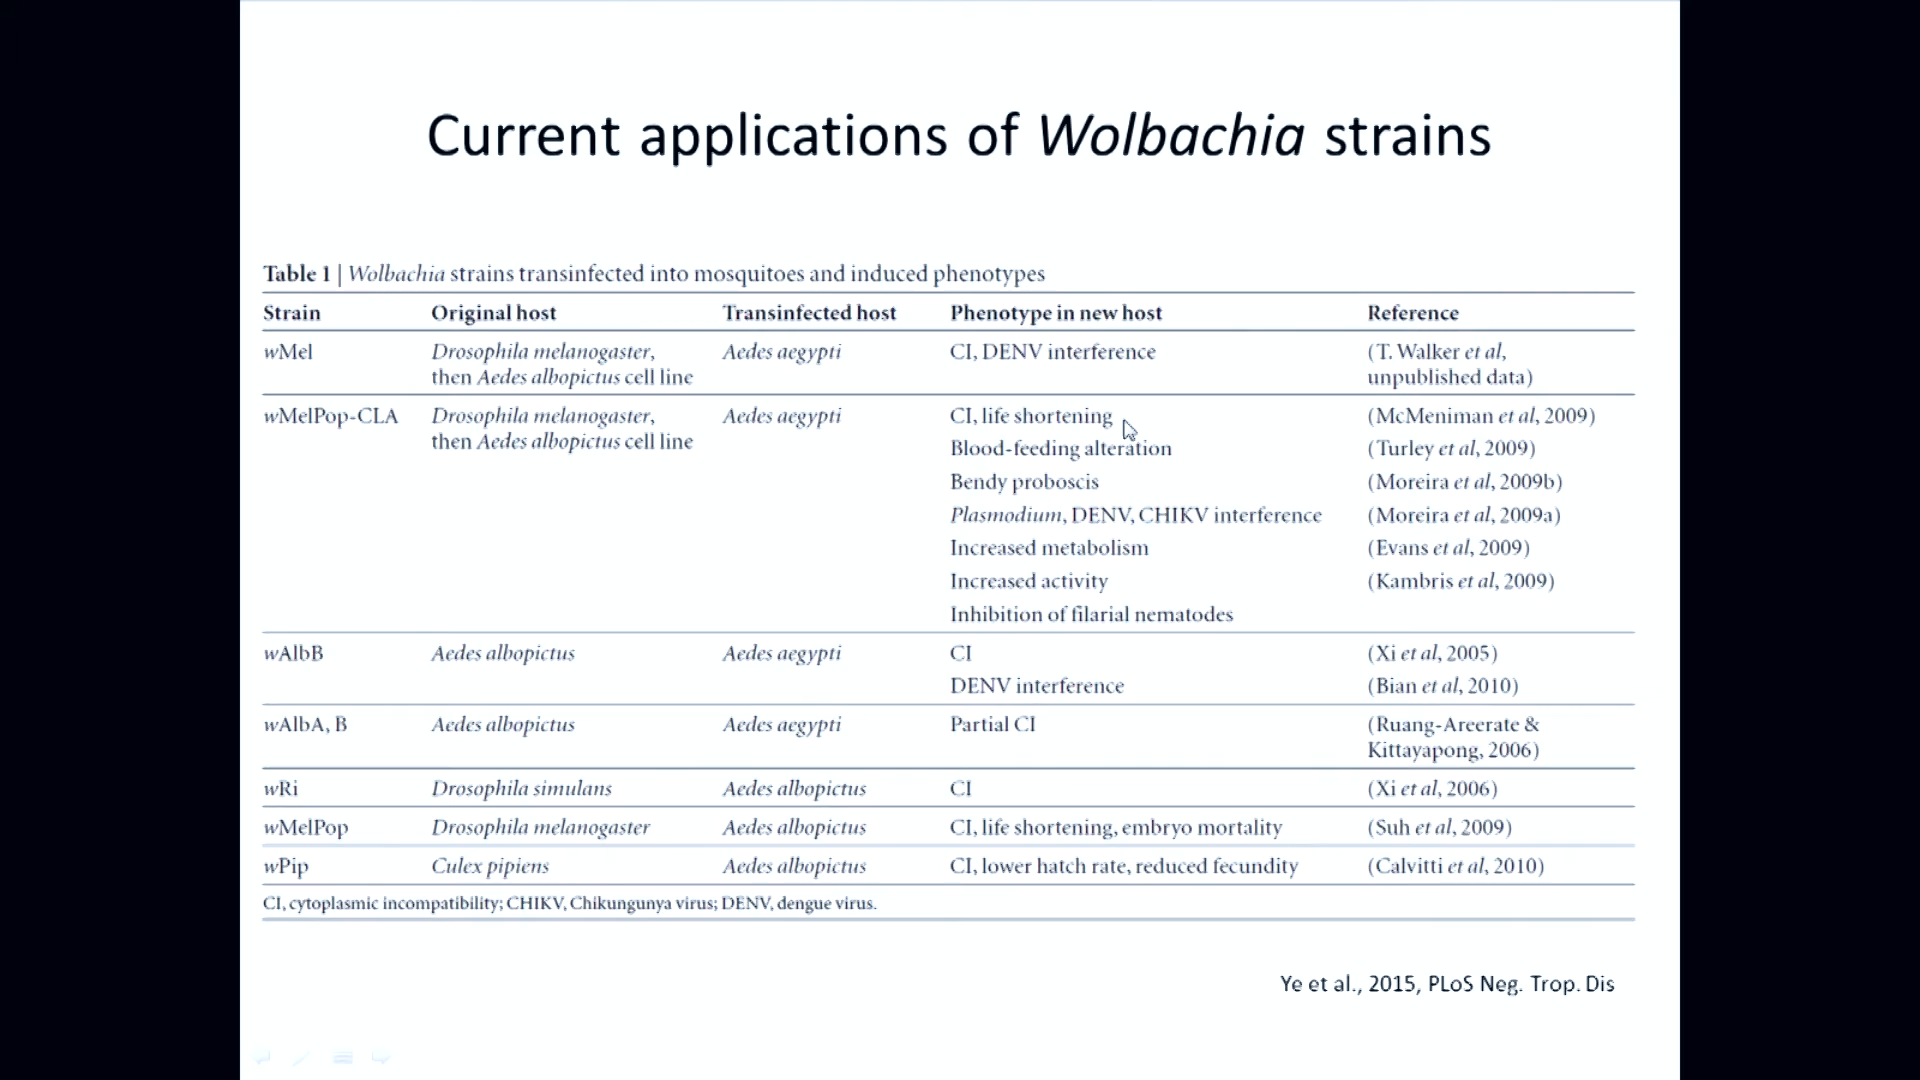 Current applications of Wolbachia strains
Table 1 | Wolbachia strains transinfected into mosquitoes and induced phenotypes
Strain Original host Transinfected host Phenotype in new host Reference
wMel Drosophila melanogaster, Aedes aegypti CI, DENV interference (T. Walker et al,
then Aedes albopictus cell line unpublished data)
wMelPop-CLA Drosophila melanogaster, Aedes aegypti CI, life shortening (McMeniman et al, 2009)
then Aedes albopictus cell line Blood-feeding alteration (Turley et al, 2009)
Bendy proboscis (Moreira et al, 2009b)
Plasmodium, DENV, CHIKV interference (Moreira et al, 2009a)
Increased metabolism (Evans et al, 2009)
Increased activity (Kambris et al, 2009)
Inhibition of filarial nematodes
wAlbB Aedes albopictus Aedes aegypti CI (Xi et al, 2005)
DENV interference (Bian et al, 2010)
wAlbA, B Aedes albopictus Aedes aegypti Partial CI (Ruang-Areerate &
Kittayapong, 2006)
wRi Drosophila simulans Aedes albopictus CI (Xi et al, 2006)
wMelPop Drosophila melanogaster Aedes albopictus CI, life shortening, embryo mortality (Suh et al, 2009)
wPip Culex pipiens Aedes albopictus CI, lower hatch rate, reduced fecundity (Calvitti et al, 2010)
CI, cytoplasmic incompatibility; CHIKV, Chikungunya virus; DENV, dengue virus.
Ye et al., 2015, PLoS Neg. Trop. Dis